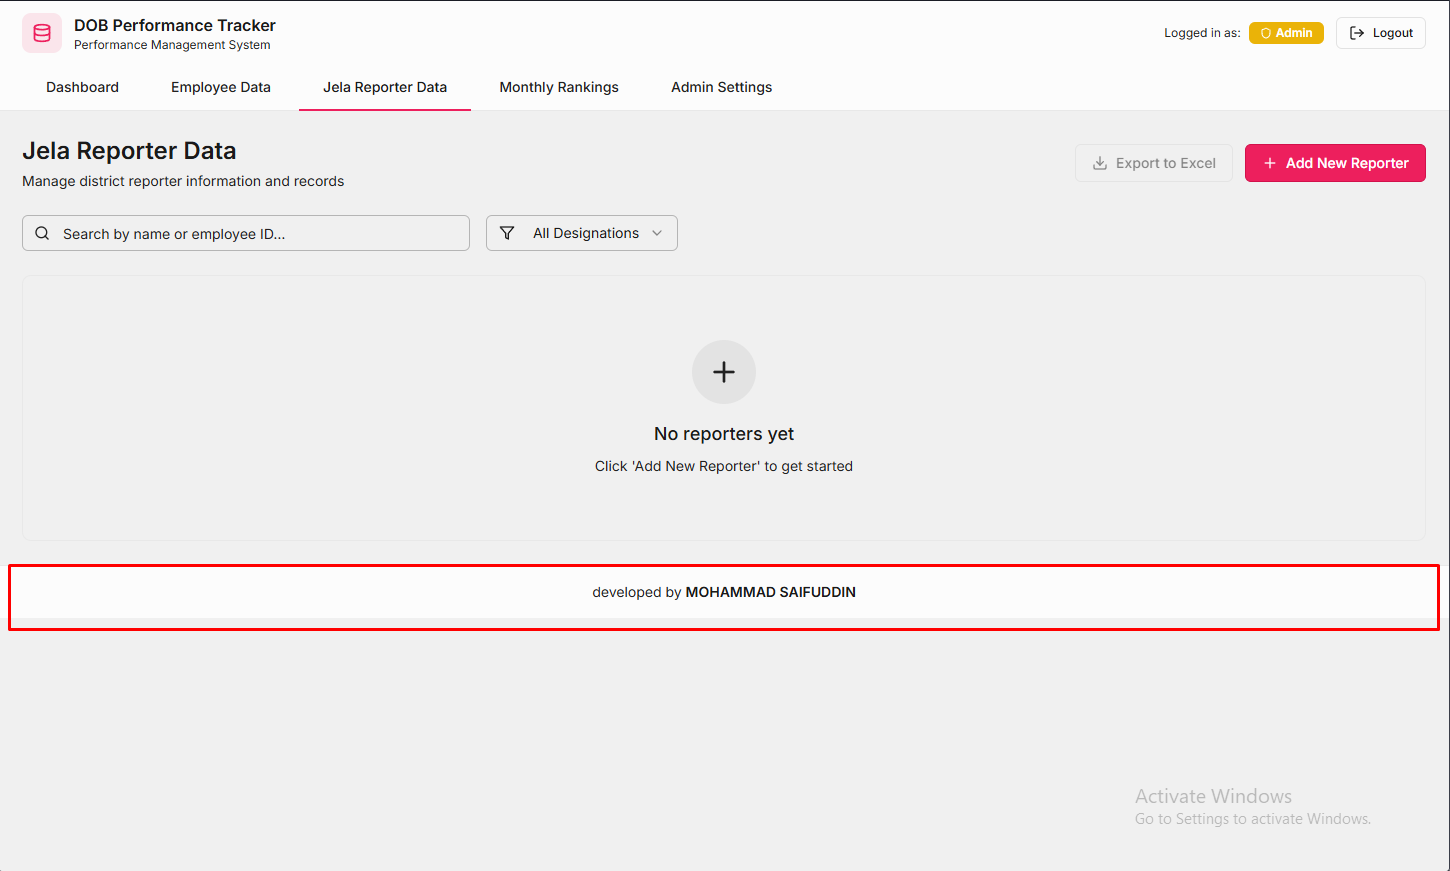 DOB Performance Tracker
Performance Management System
Logged in as: Admin Logout
Dashboard Employee Data Jela Reporter Data Monthly Rankings Admin Settings
Jela Reporter Data
Manage district reporter information and records
Export to Excel Add New Reporter
Search by name or employee ID... All Designations
No reporters yet
Click 'Add New Reporter' to get started
developed by MOHAMMAD SAIFUDDIN
Activate Windows
Go to Settings to activate Windows.